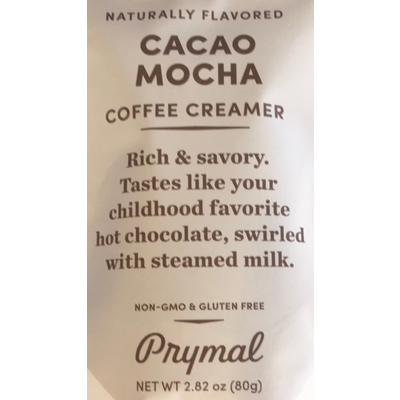 NATURALLY FLAVORED
CACAO
MOCHA
COFFEE CREAMER
Rich & savory.
Tastes like your
childhood favorite
hot chocolate, swirled
with steamed milk.
NON-GMO & GLUTEN FREE
Prymal
NET WT 2.82 oz (80g)